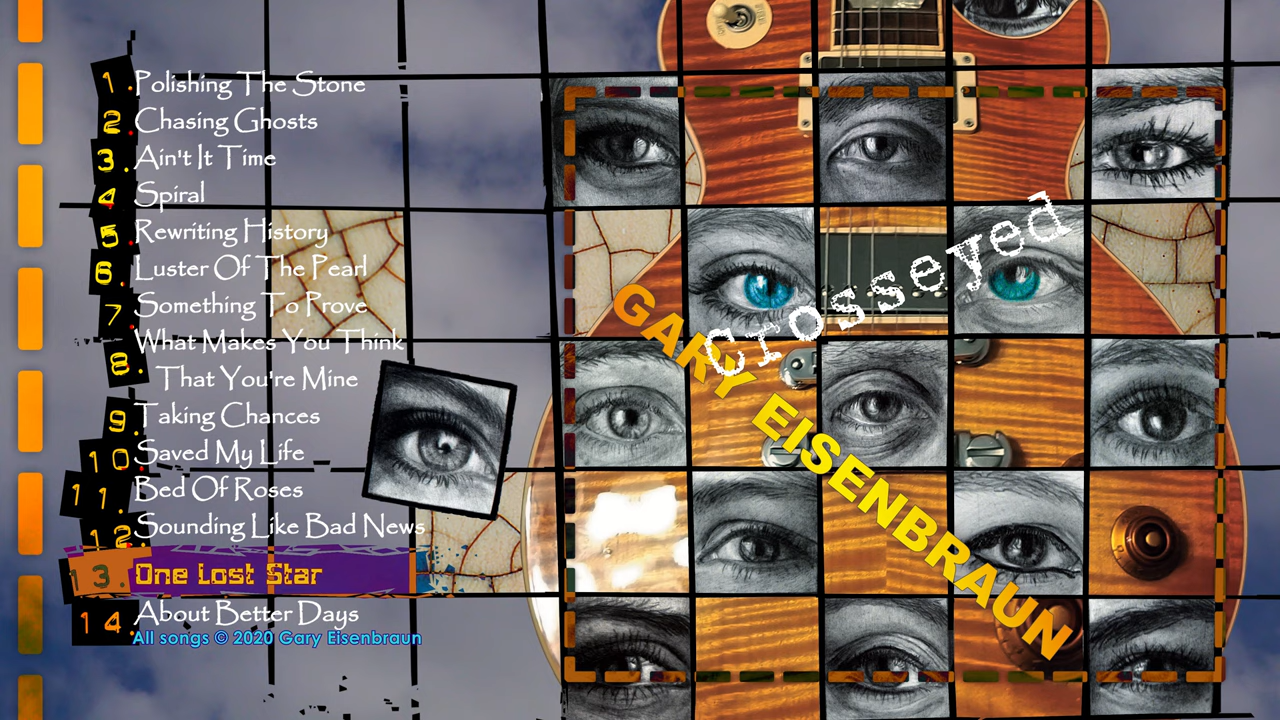 1. Polishing The Stone
2. Chasing Ghosts
3. Ain't It Time
4. Spiral
5. Rewriting History
6. Luster Of The Pearl
7. Something To Prove
8. What Makes You Think
That You're Mine
9. Taking Chances
10. Saved My Life
11. Bed Of Roses
12 Sounding Like Bad News
13. One Lost Star
14. About Better Days
All songs © 2020 Gary Eisenbraun
Crosseyed
GARY EISENBRAUN